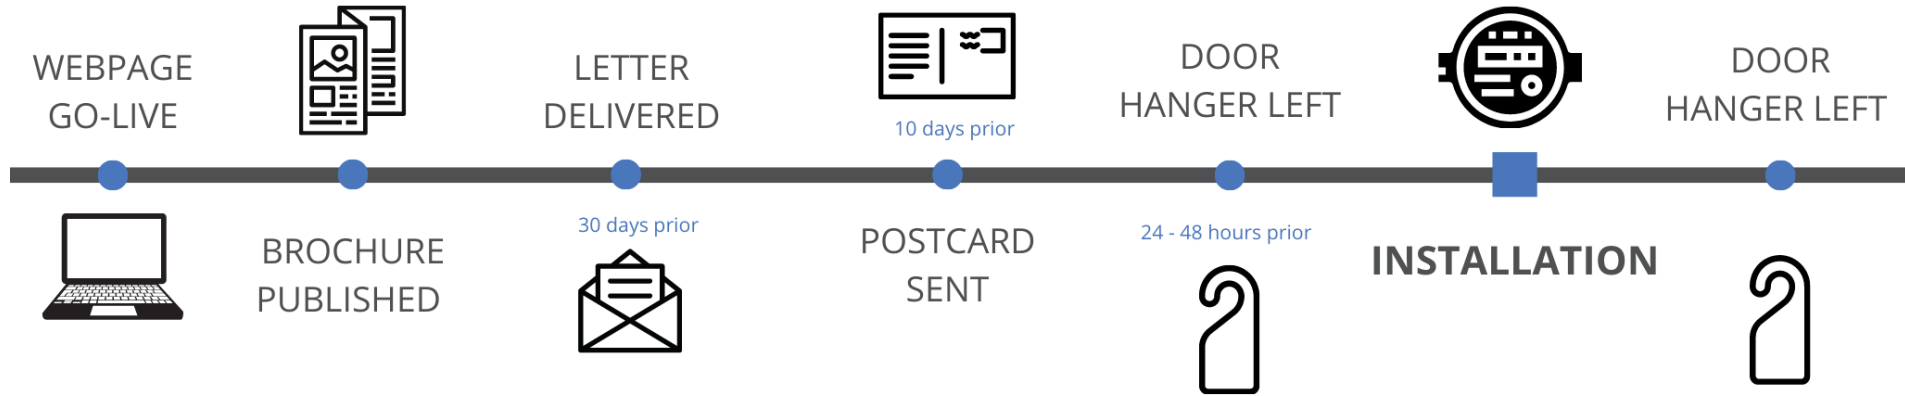 WEBPAGE
GO-LIVE
BROCHURE
PUBLISHED
LETTER
DELIVERED
30 days prior
10 days prior
POSTCARD
SENT
DOOR
HANGER LEFT
24 - 48 hours prior
INSTALLATION
DOOR
HANGER LEFT